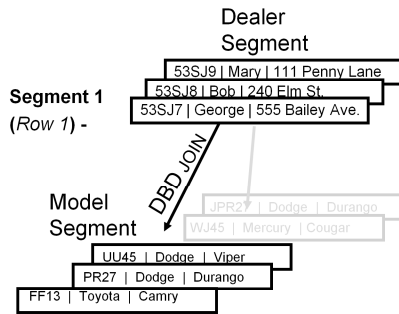 Dealer
Segment
53SJ9 | Mary | 111 Penny Lane
53SJ8 | Bob | 240 Elm St.
Segment 1
(Row 1) -
53SJ7 | George | 555 Bailey Ave.
DBD JOIN
Model
Segment
JPR27 | Dodge | Durango
WJ45 | Mercury | Cougar
UU45 | Dodge | Viper
PR27 | Dodge | Durango
FF13 | Toyota | Camry